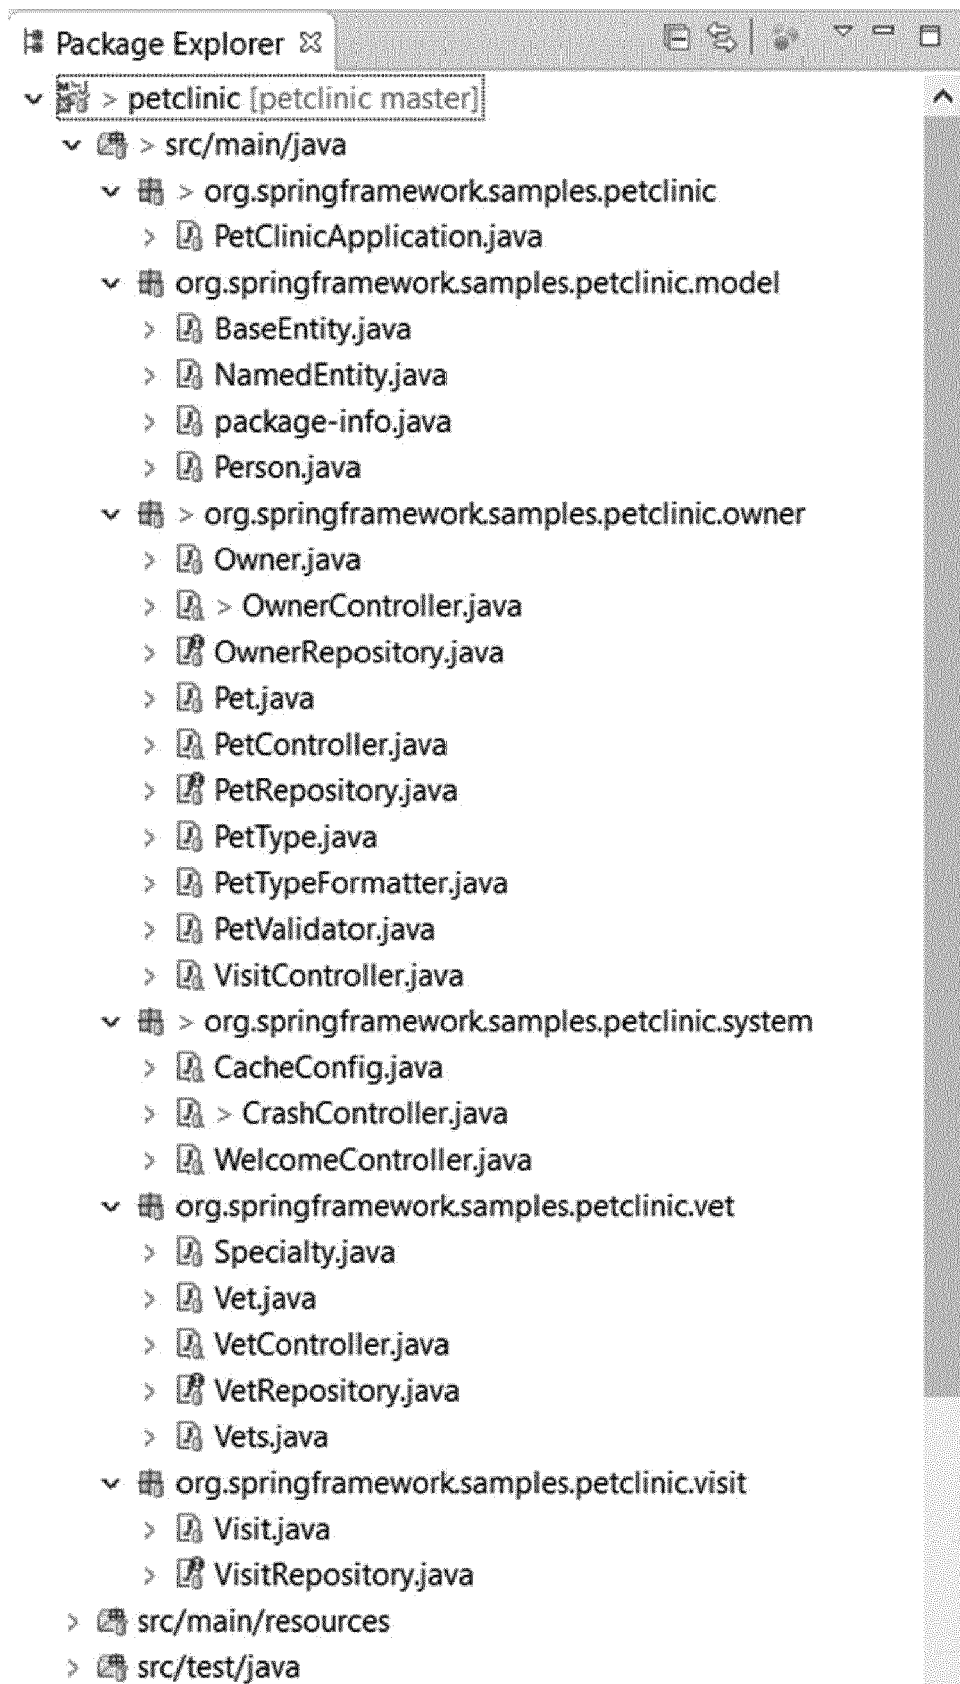 Package Explorer
> petclinic [petclinic master]
> src/main/java
> org.springframework.samples.petclinic
PetClinicApplication.java
org.springframework.samples.petclinic.model
BaseEntity.java
NamedEntity.java
package-info.java
Person.java
> org.springframework.samples.petclinic.owner
Owner.java
> OwnerController.java
OwnerRepository.java
Pet.java
PetController.java
PetRepository.java
PetType.java
PetTypeFormatter.java
PetValidator.java
VisitController.java
> org.springframework.samples.petclinic.system
CacheConfig.java
> CrashController.java
WelcomeController.java
org.springframework.samples.petclinic.vet
Specialty.java
Vet.java
VetController.java
VetRepository.java
Vets.java
org.springframework.samples.petclinic.visit
Visit.java
VisitRepository.java
src/main/resources
src/test/java